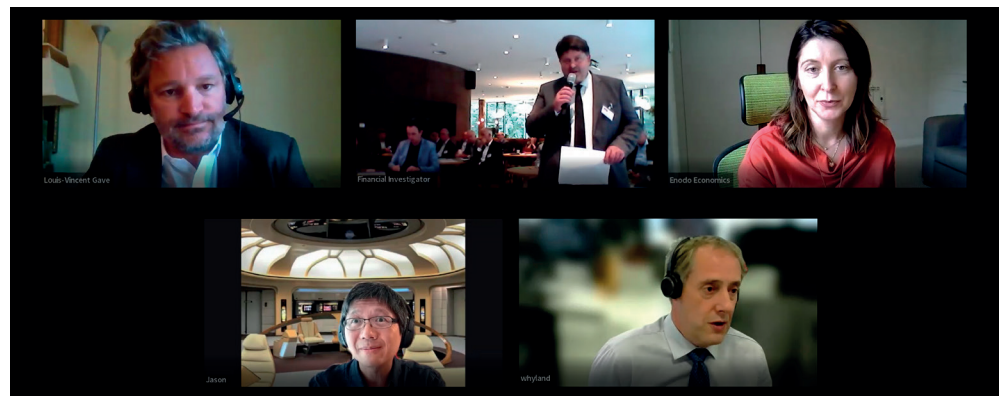 Louis-Vincent Gave
Financial Investigator
Enodo Economics
Jason
whyland